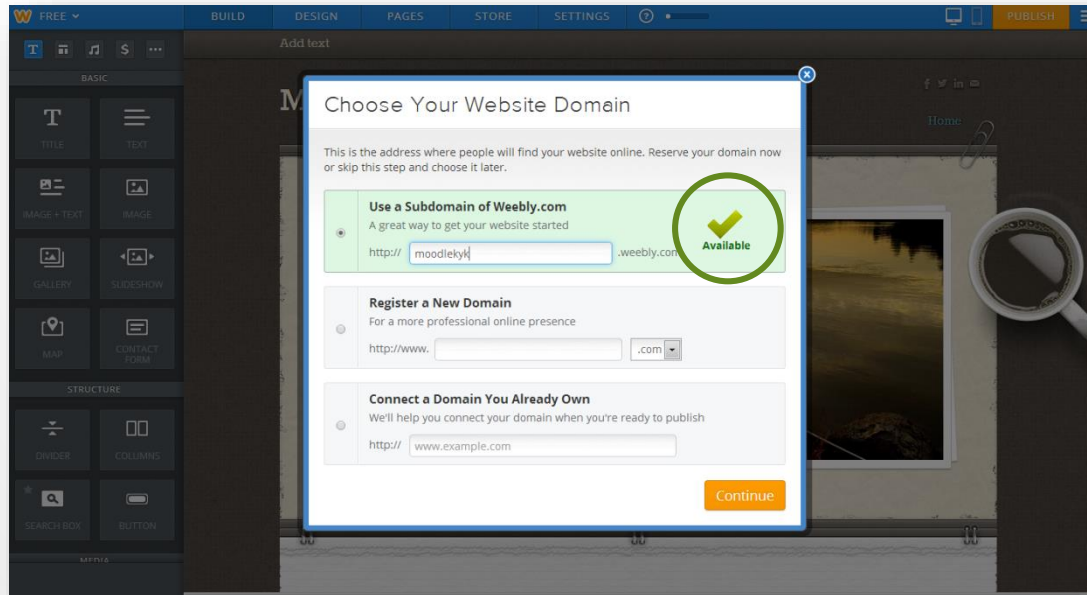 FREE
BUILD DESIGN PAGES STORE SETTINGS ? PUBLISH
T $ ...
Add text
BASIC
M
TITLE TEXT
IMAGE + TEXT IMAGE
GALLERY SLIDESHOW
MAP CONTACT FORM
STRUCTURE
DIVIDER COLUMNS
SEARCH BOX BUTTON
MEDIA
Home
Choose Your Website Domain
This is the address where people will find your website online. Reserve your domain now
or skip this step and choose it later.
Use a Subdomain of Weebly.com
A great way to get your website started
http:// moodlekyk .weebly.com
Available
Register a New Domain
For a more professional online presence
http://www. .com
Connect a Domain You Already Own
We'll help you connect your domain when you're ready to publish
http:// www.example.com
Continue